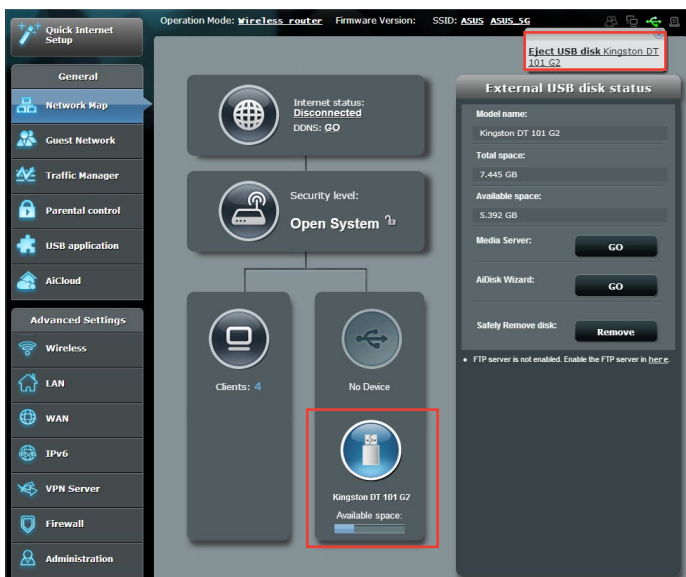 Quick Internet
Setup
Operation Mode: Wireless router Firmware Version: SSID: ASUS ASUS_5G
Eject USB disk Kingston DT
101 G2
General
Network Map
Guest Network
Traffic Manager
Parental control
USB application
AiCloud
Advanced Settings
Wireless
LAN
WAN
IPv6
VPN Server
Firewall
Administration
Internet status:
Disconnected
DDNS: GO
Security level:
Open System
Clients: 4
No Device
Kingston DT 101 G2
Available space:
External USB disk status
Model name:
Kingston DT 101 G2
Total space:
7.445 GB
Available space:
5.392 GB
Media Server: GO
AiDisk Wizard: GO
Safely Remove disk: Remove
• FTP server is not enabled. Enable the FTP server in here.